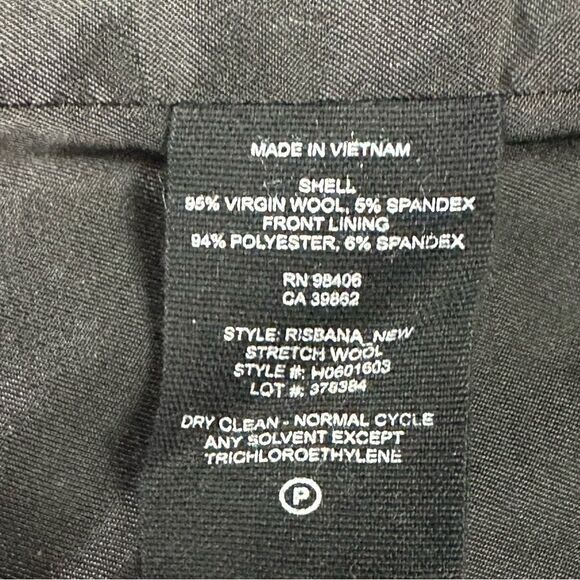 MADE IN VIETNAM
SHELL
95% VIRGIN WOOL, 5% SPANDEX
FRONT LINING
94% POLYESTER, 6% SPANDEX
RN 98406
CA 39862
STYLE: RISBANA_NEW
STRETCH WOOL
STYLE #: H0601603
LOT #: 378384
DRY CLEAN - NORMAL CYCLE
ANY SOLVENT EXCEPT
TRICHLOROETHYLENE
P